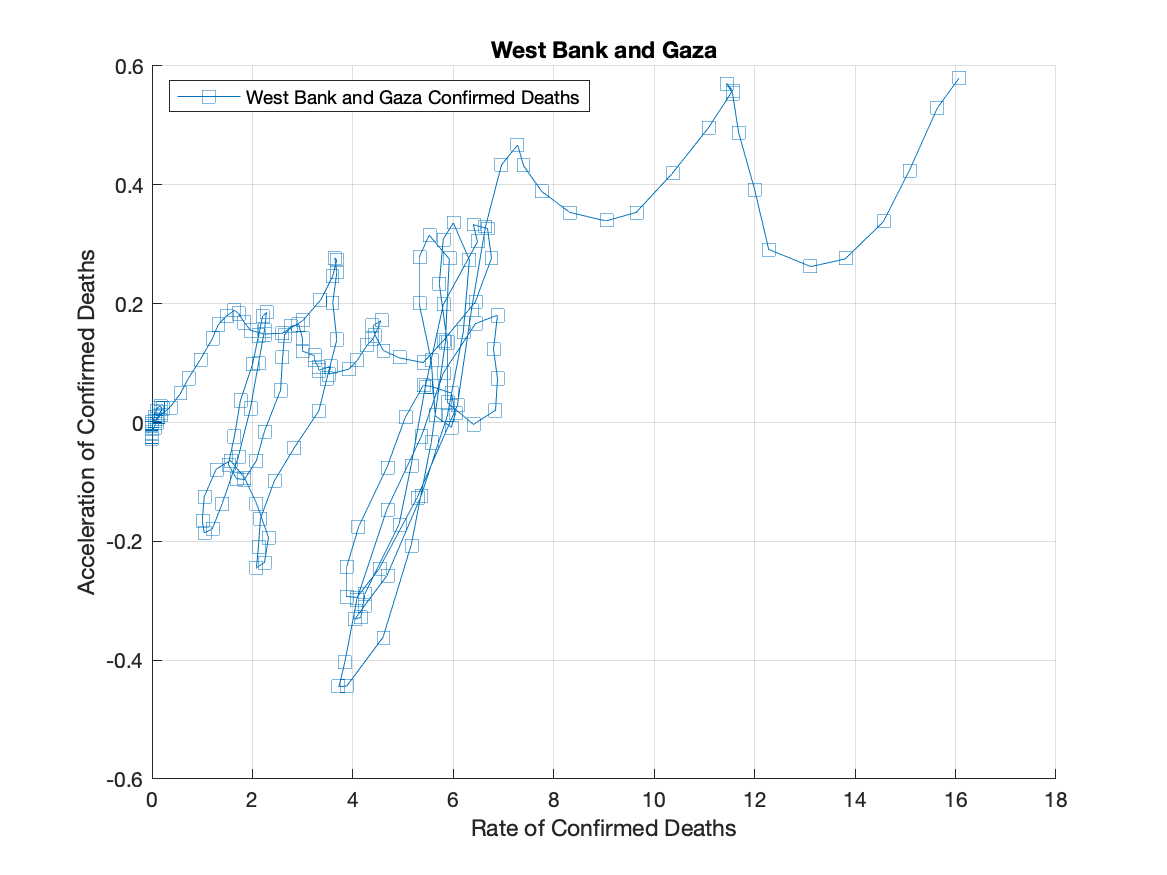 West Bank and Gaza
West Bank and Gaza Confirmed Deaths
0.6
0.4
0.2
0
-0.2
-0.4
-0.6
Acceleration of Confirmed Deaths
0 2 4 6 8 10 12 14 16 18
Rate of Confirmed Deaths